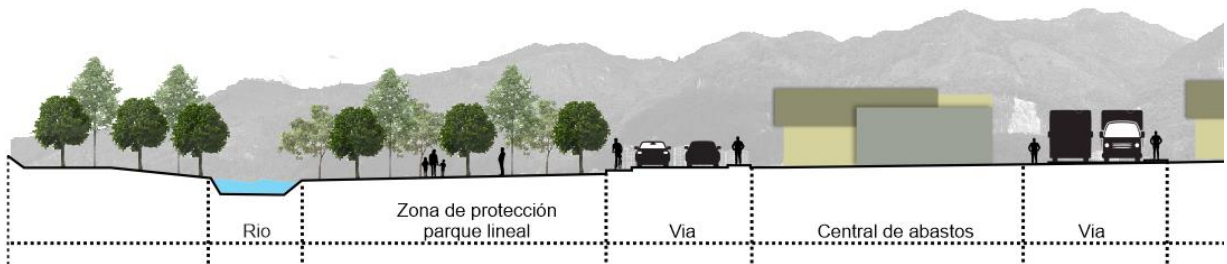 Rio
Zona de protección
parque lineal
Via
Central de abastos
Via